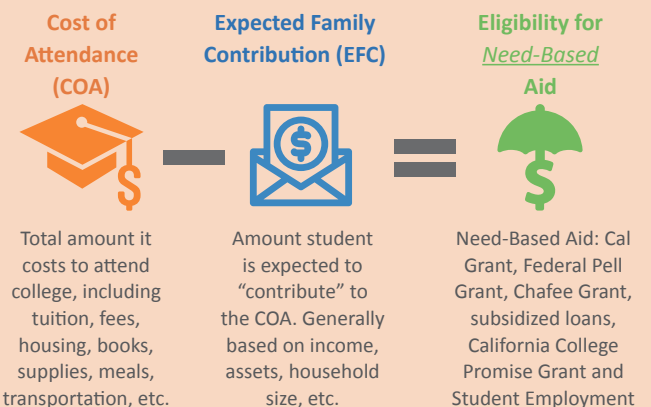 Cost of
Attendance
(COA)
Expected Family
Contribution (EFC)
Eligibility for
Need-Based
Aid
$
$
$
Total amount it
costs to attend
college, including
tuition, fees,
housing, books,
supplies, meals,
transportation, etc.
Amount student
is expected to
“contribute” to
the COA. Generally
based on income,
assets, household
size, etc.
Need-Based Aid: Cal
Grant, Federal Pell
Grant, Chafee Grant,
subsidized loans,
California College
Promise Grant and
Student Employment